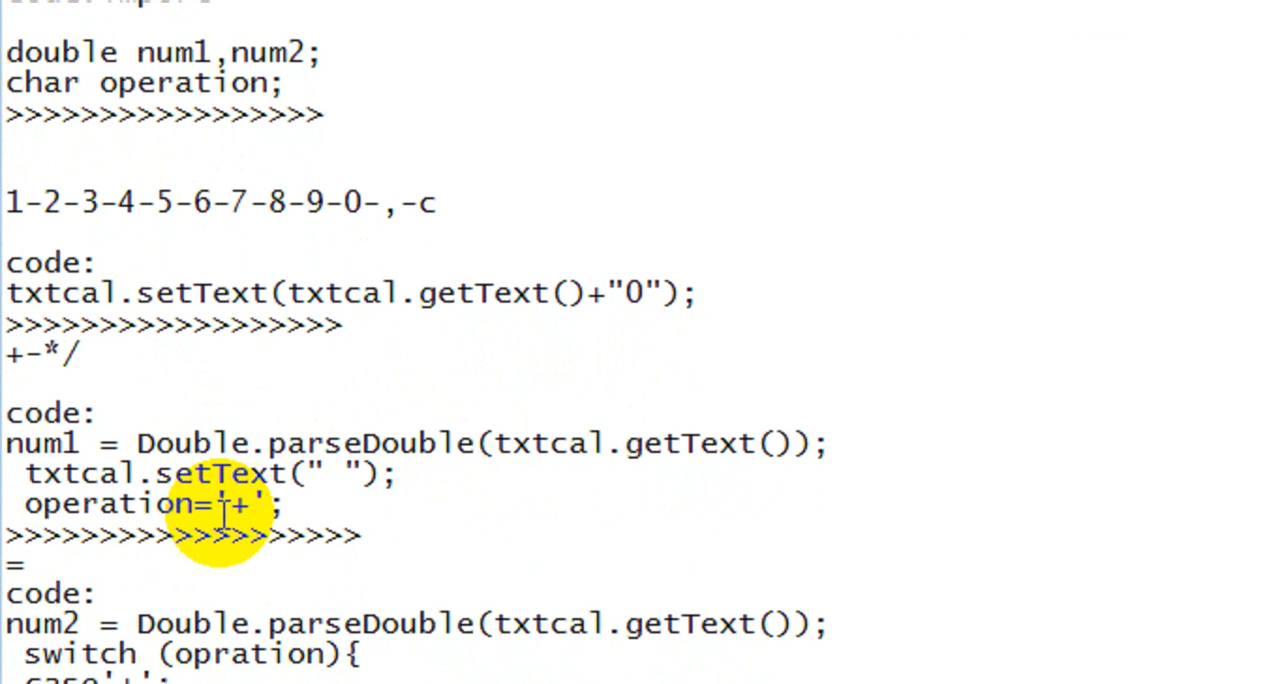 double num1,num2;
char operation;
>>>>>>>>>>>>>>>>>
1-2-3-4-5-6-7-8-9-0-,-c
code:
txtcal.setText(txtcal.getText()+"0");
>>>>>>>>>>>>>>>>>>
+-*/
code:
num1 = Double.parseDouble(txtcal.getText());
txtcal.setText(" ");
operation='+';
>>>>>>>>>>>>>>>>>>>
=
code:
num2 = Double.parseDouble(txtcal.getText());
switch (opration){